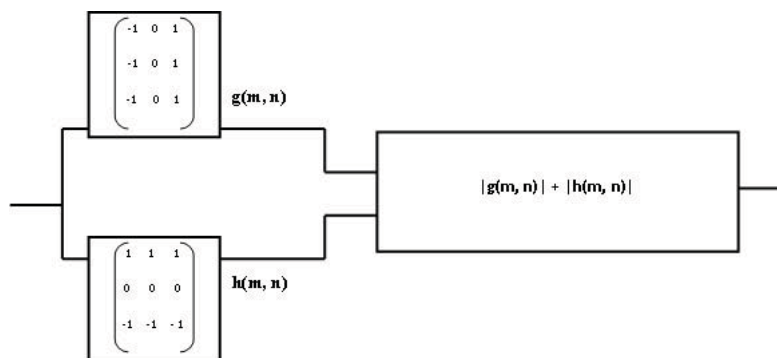 -1 0 1
-1 0 1
-1 0 1
g(m, n)
|g(m, n)| + |h(m, n)|
1 1 1
0 0 0
-1 -1 -1
h(m, n)